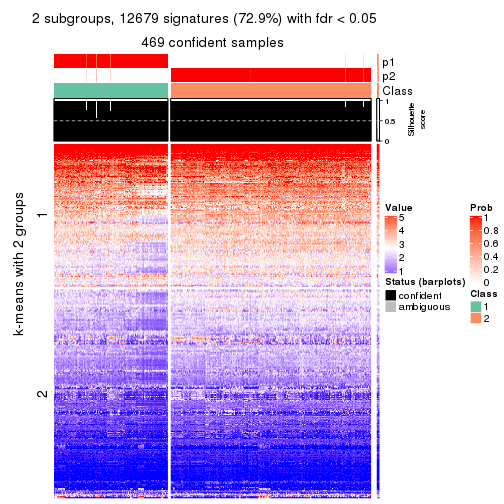 2 subgroups, 12679 signatures (72.9%) with fdr < 0.05
469 confident samples
p1
p2
Class
1
0.5
0
Silhouette
score
k-means with 2 groups
1
2
Value
5
4
3
2
1
Status (barplots)
confident
ambiguous
Prob
1
0.8
0.6
0.4
0.2
0
Class
1
2